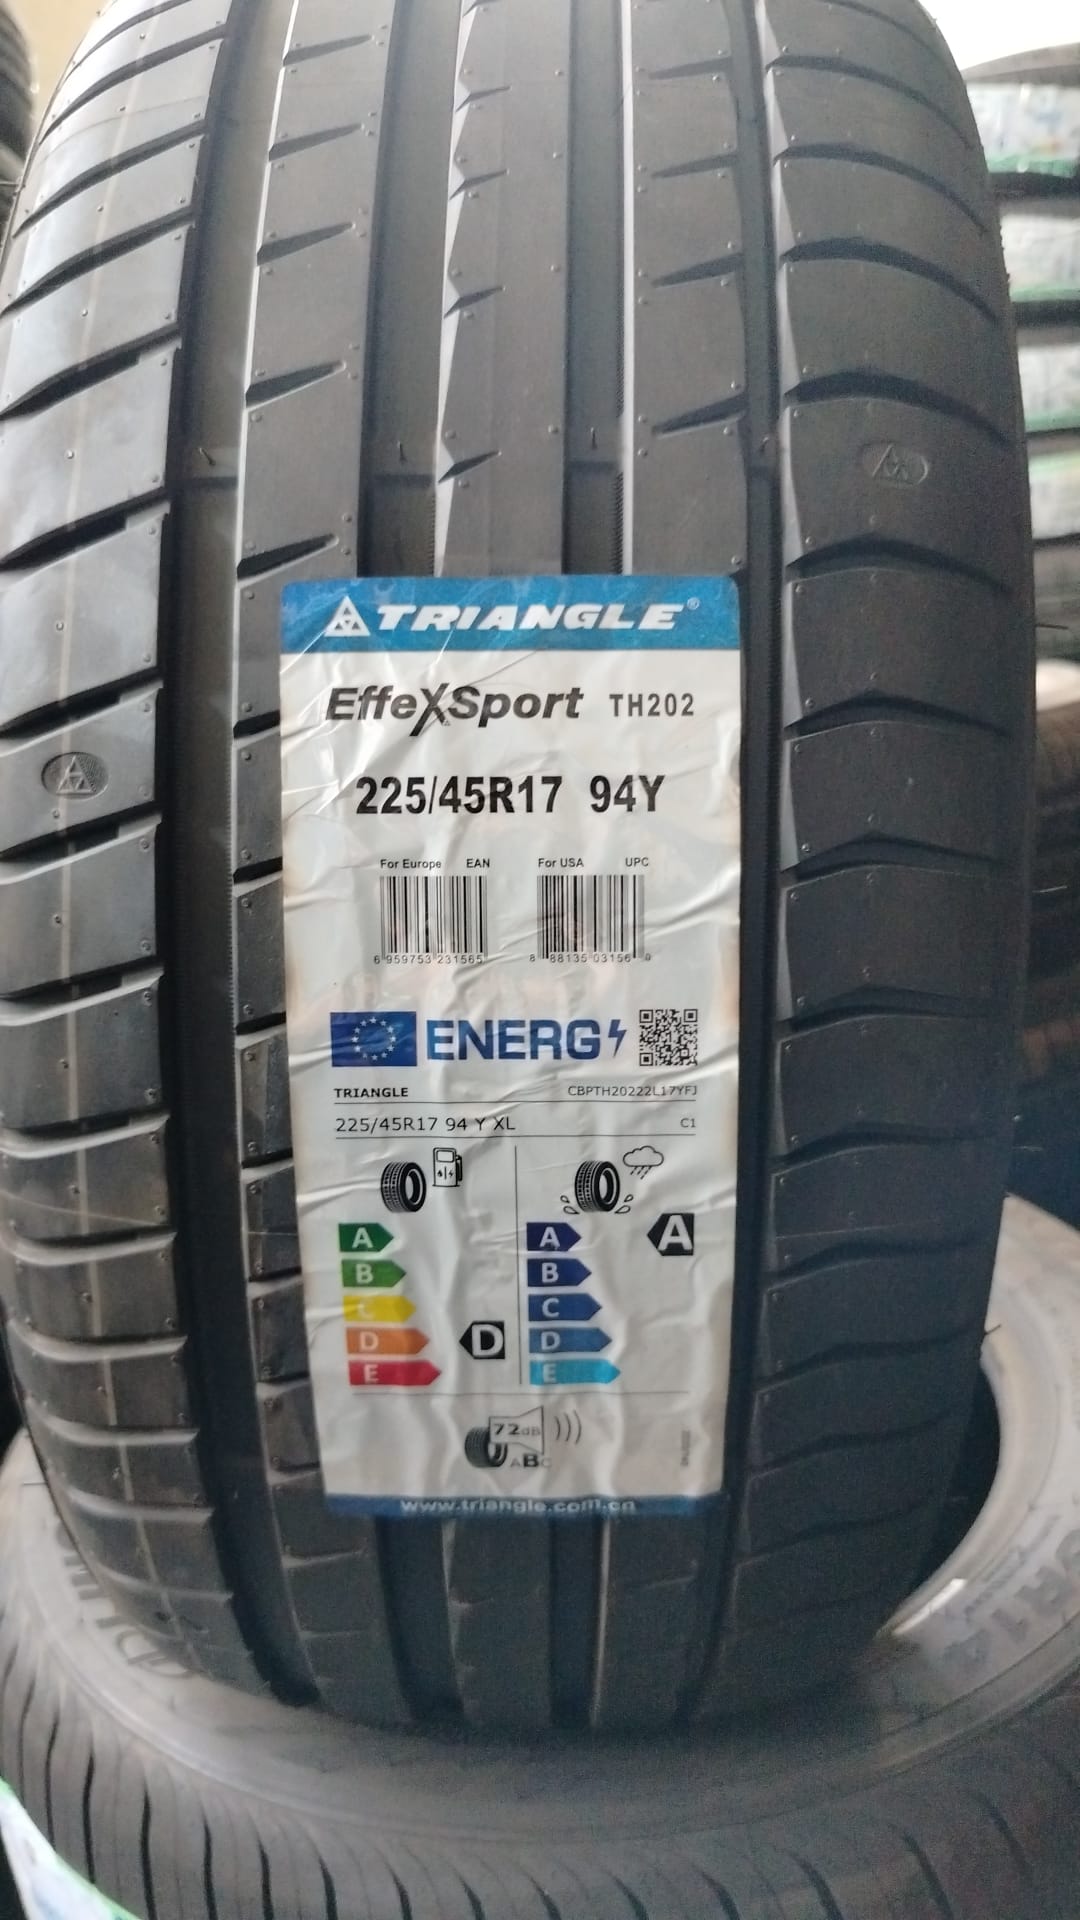 TRIANGLE®
EffeXSport TH202
225/45R17 94Y
For Europe EAN For USA UPC
6 959753 231565 8 88135 03156 0
ENERG
TRIANGLE CBPTH20222L17YFJ
225/45R17 94 Y XL C1
A A A
B B
C C
D D D
E E
72dB
ABC
www.triangle.com.cn